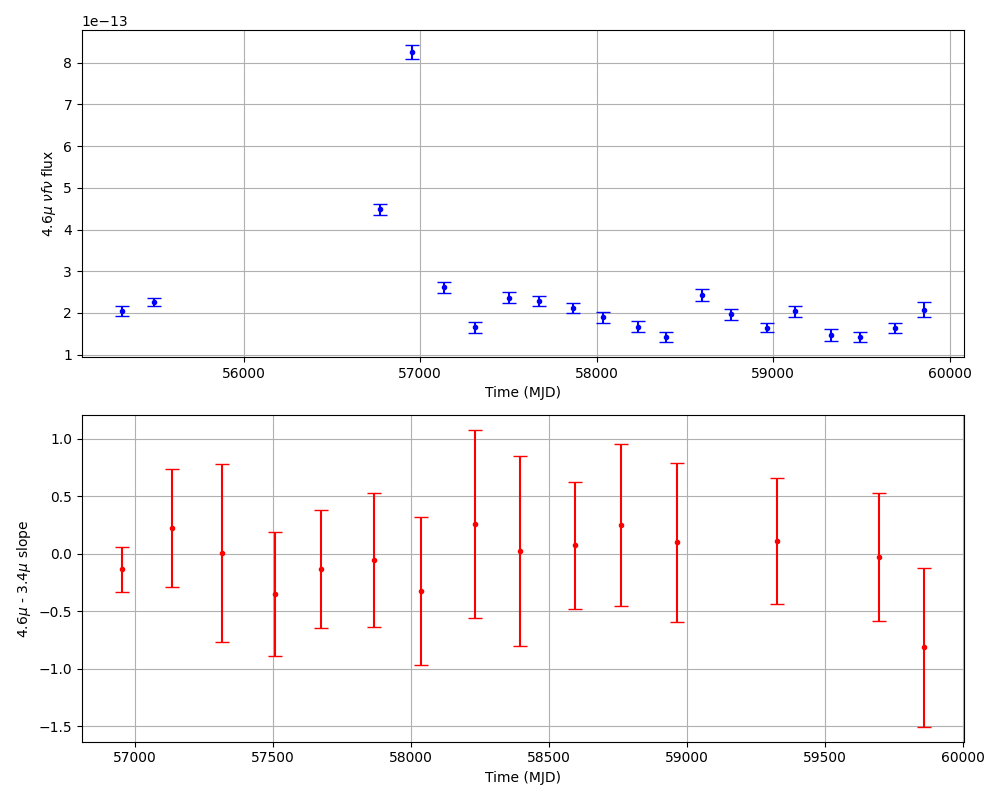 1e−13
8
7
6
5
4
3
2
1
4.6μ νfν flux
56000 57000 58000 59000 60000
Time (MJD)
1.0
0.5
0.0
−0.5
−1.0
−1.5
4.6μ - 3.4μ slope
57000 57500 58000 58500 59000 59500 60000
Time (MJD)